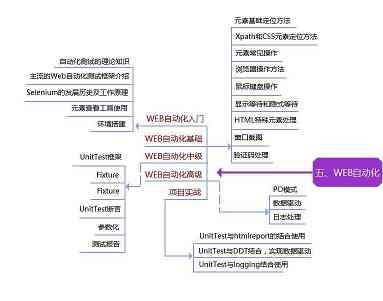 元素基础定位方法
Xpath和CSS元素定位方法
元素常见操作
浏览器操作方法
鼠标键盘操作
显示等待和隐式等待
HTML特殊元素处理
窗口截图
验证码处理
自动化测试的理论知识
主流的Web自动化测试框架介绍
Selenium的发展历史及工作原理
元素查看工具使用
环境搭建
WEB自动化入门
WEB自动化基础
WEB自动化中级
WEB自动化高级
项目实战
五、WEB自动化
UnitTest框架
Fixture
Fixture
UnitTest断言
参数化
测试报告
PO模式
数据驱动
日志处理
UnitTest与htmlreport的结合使用
UnitTest与DDT结合，实现数据驱动
UnitTest与logging结合使用